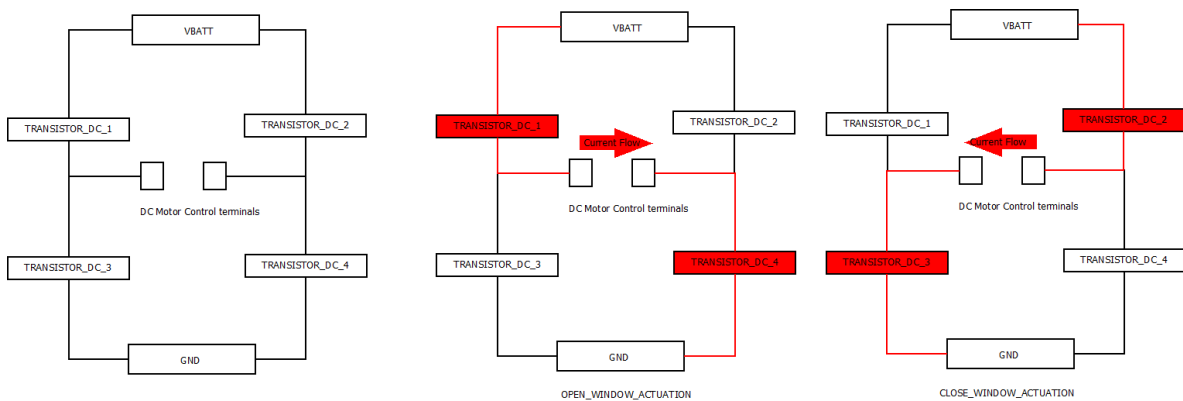 VBATT
TRANSISTOR_DC_1
TRANSISTOR_DC_2
DC Motor Control terminals
TRANSISTOR_DC_3
TRANSISTOR_DC_4
GND
VBATT
TRANSISTOR_DC_1
TRANSISTOR_DC_2
Current Flow
DC Motor Control terminals
TRANSISTOR_DC_3
TRANSISTOR_DC_4
GND
OPEN_WINDOW_ACTUATION
VBATT
TRANSISTOR_DC_1
TRANSISTOR_DC_2
Current Flow
DC Motor Control terminals
TRANSISTOR_DC_3
TRANSISTOR_DC_4
GND
CLOSE_WINDOW_ACTUATION